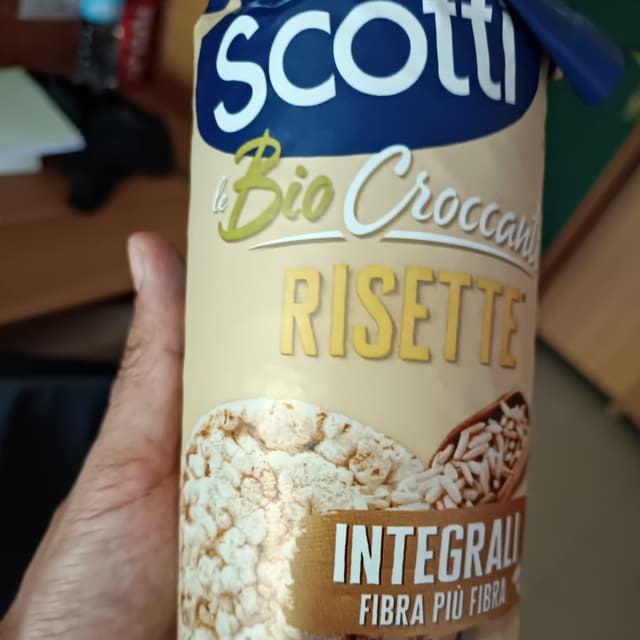 scotti
le Bio Croccanti
RISETTE
INTEGRALI
FIBRA PIÙ FIBRA